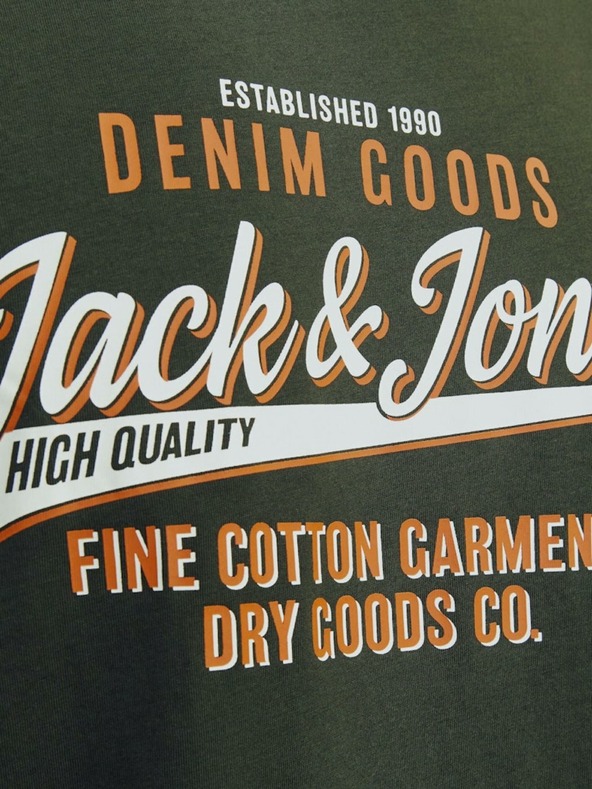 ESTABLISHED 1990
DENIM GOODS
Jack & Jon
HIGH QUALITY
FINE COTTON GARMEN
DRY GOODS CO.